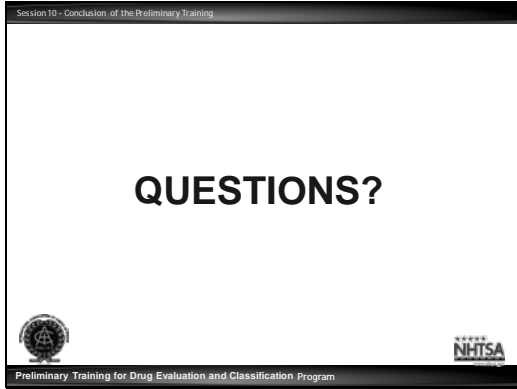 Session 10 - Conclusion of the Preliminary Training
QUESTIONS?
NHTSA
Preliminary Training for Drug Evaluation and Classification Program